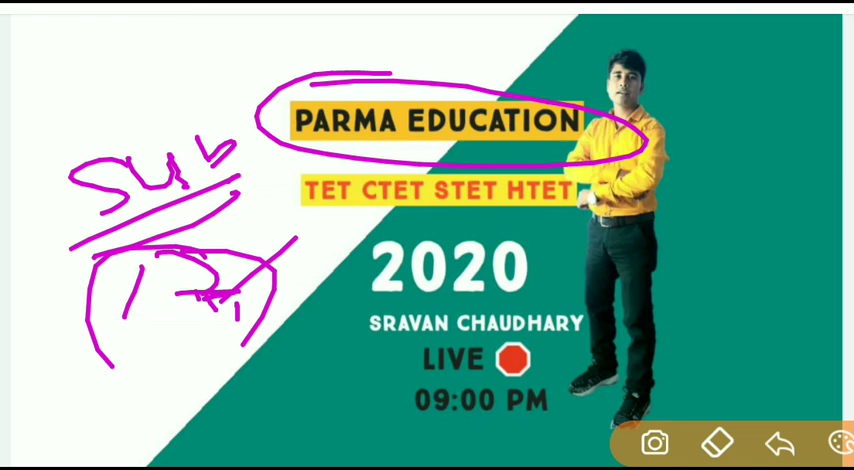 PARMA EDUCATION
TET CTET STET HTET
Sub
2020
SRAVAN CHAUDHARY
LIVE
09:00 PM